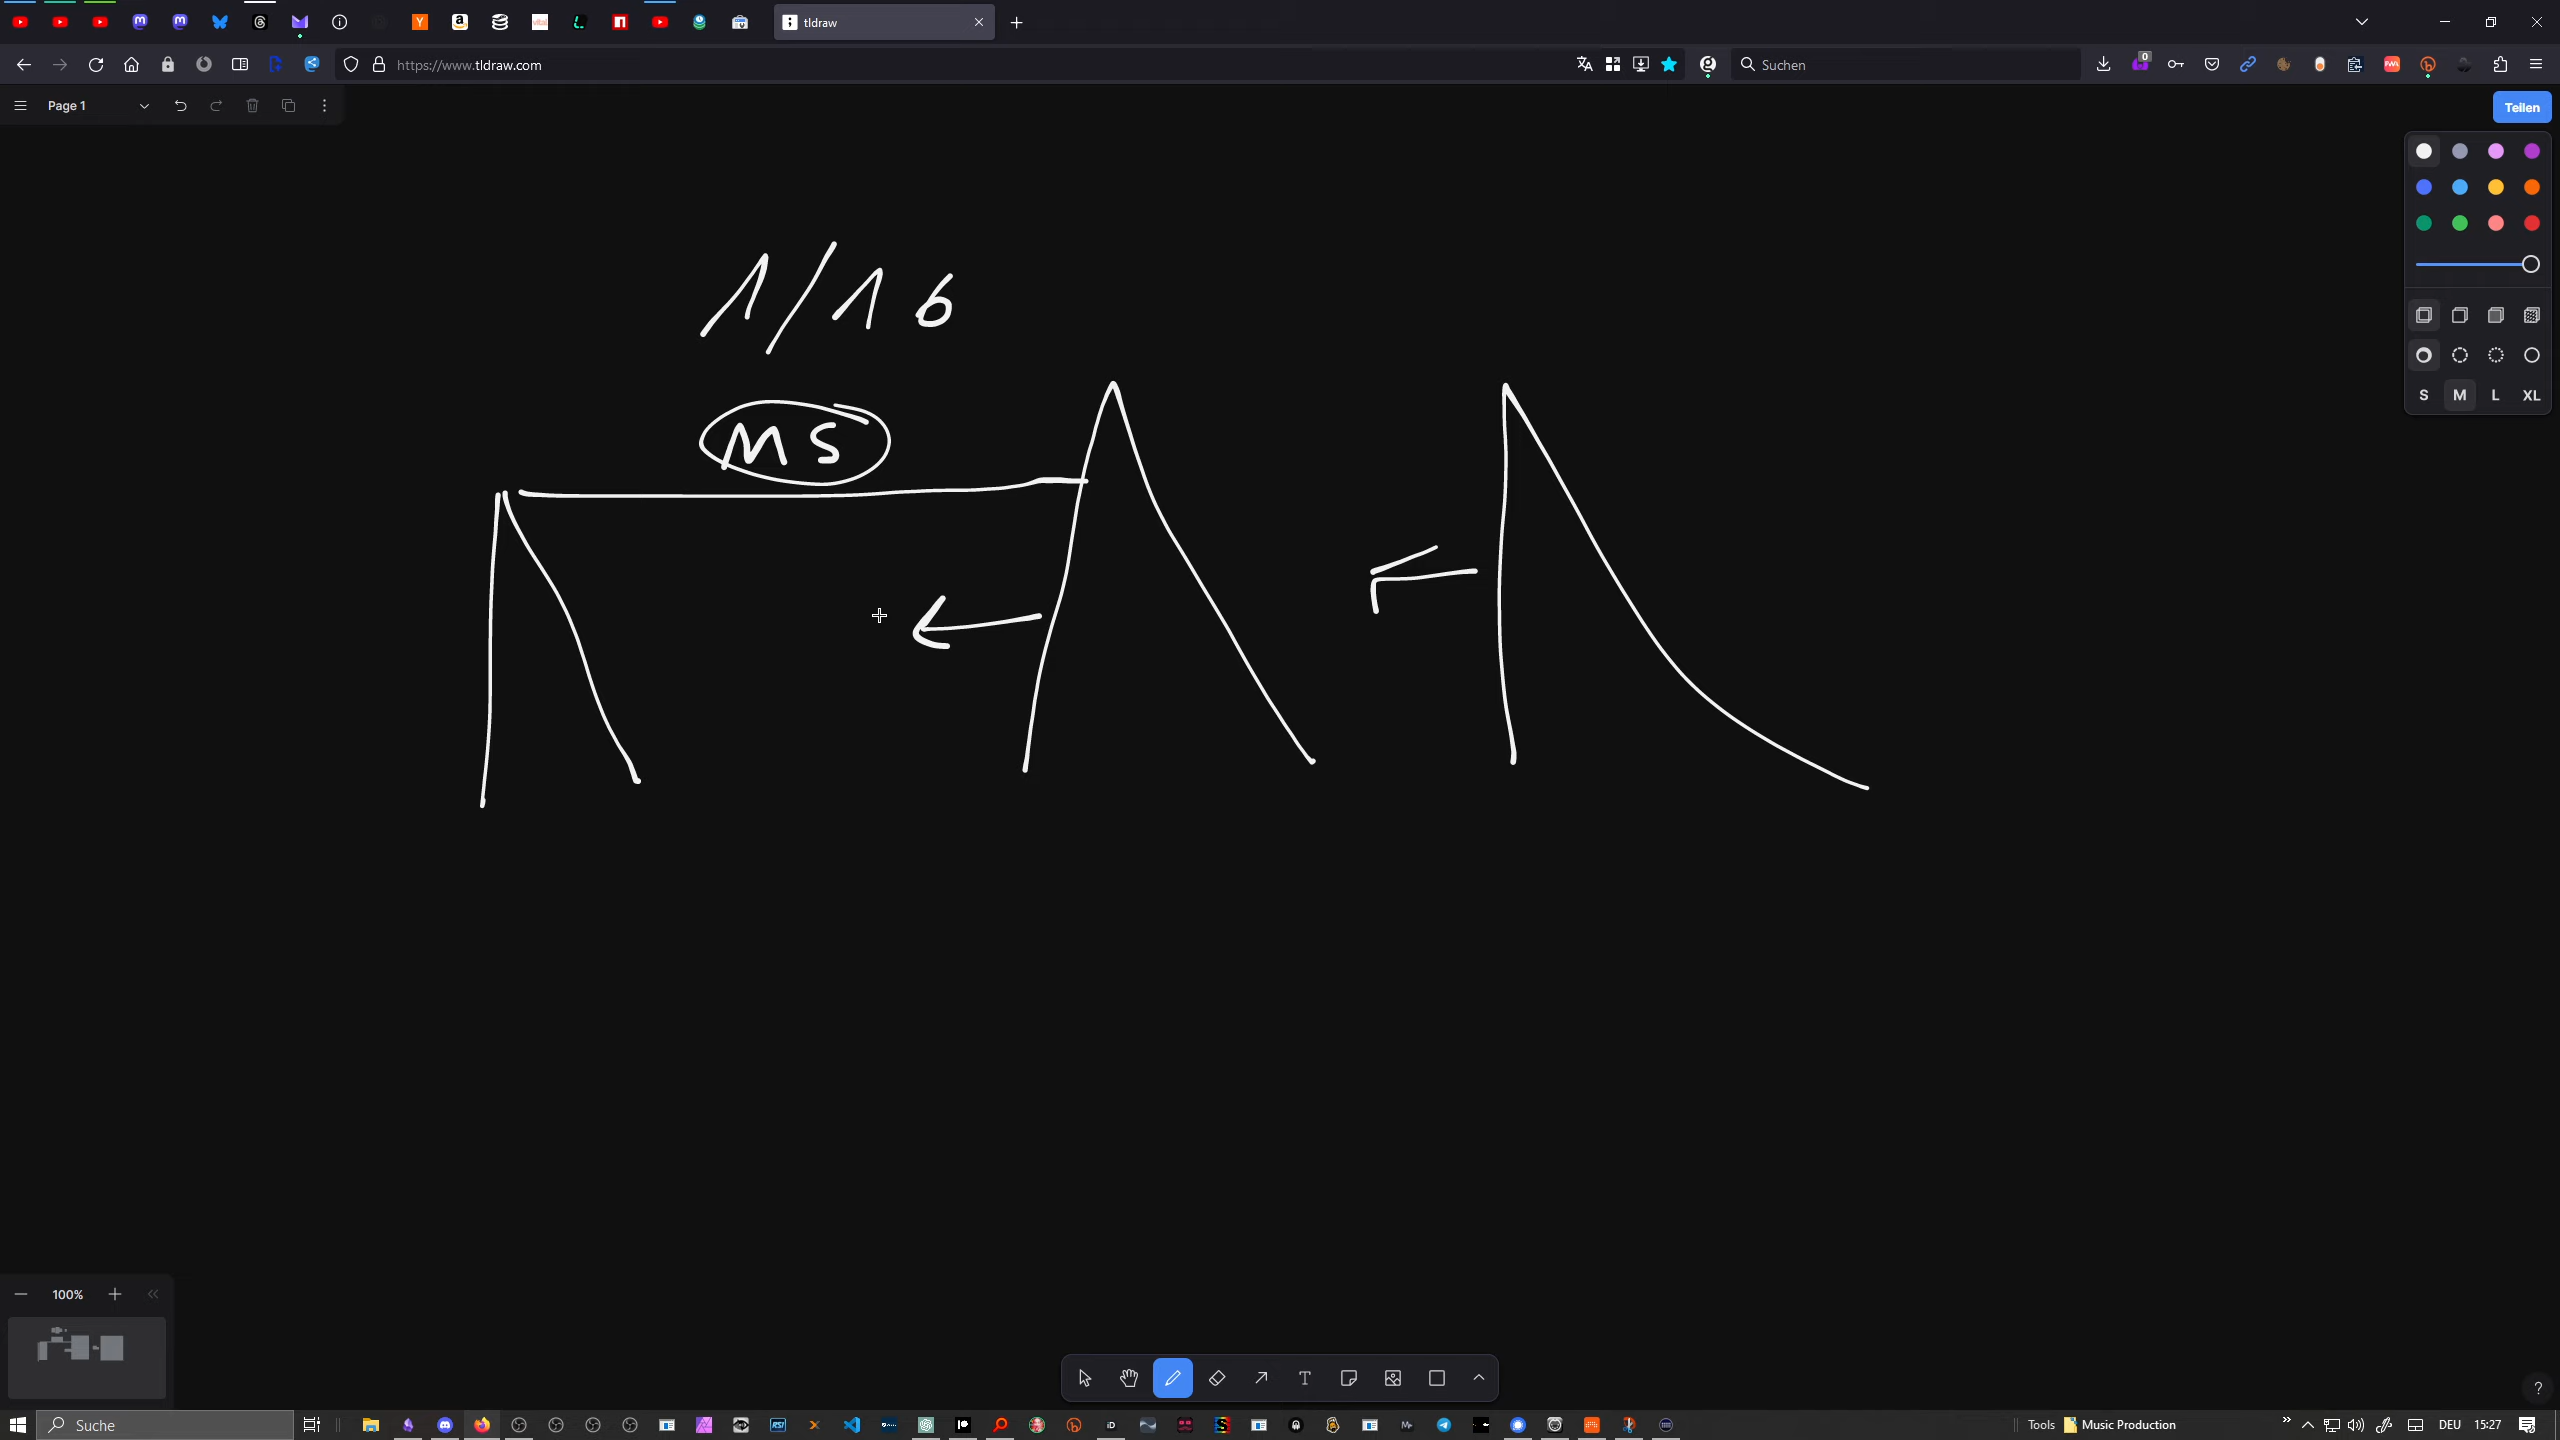 tldraw
https://www.tldraw.com
Suchen
0
Page 1
Teilen
1/16
MS
S M L XL
100%
?
Suche
Tools Music Production
DEU 15:27